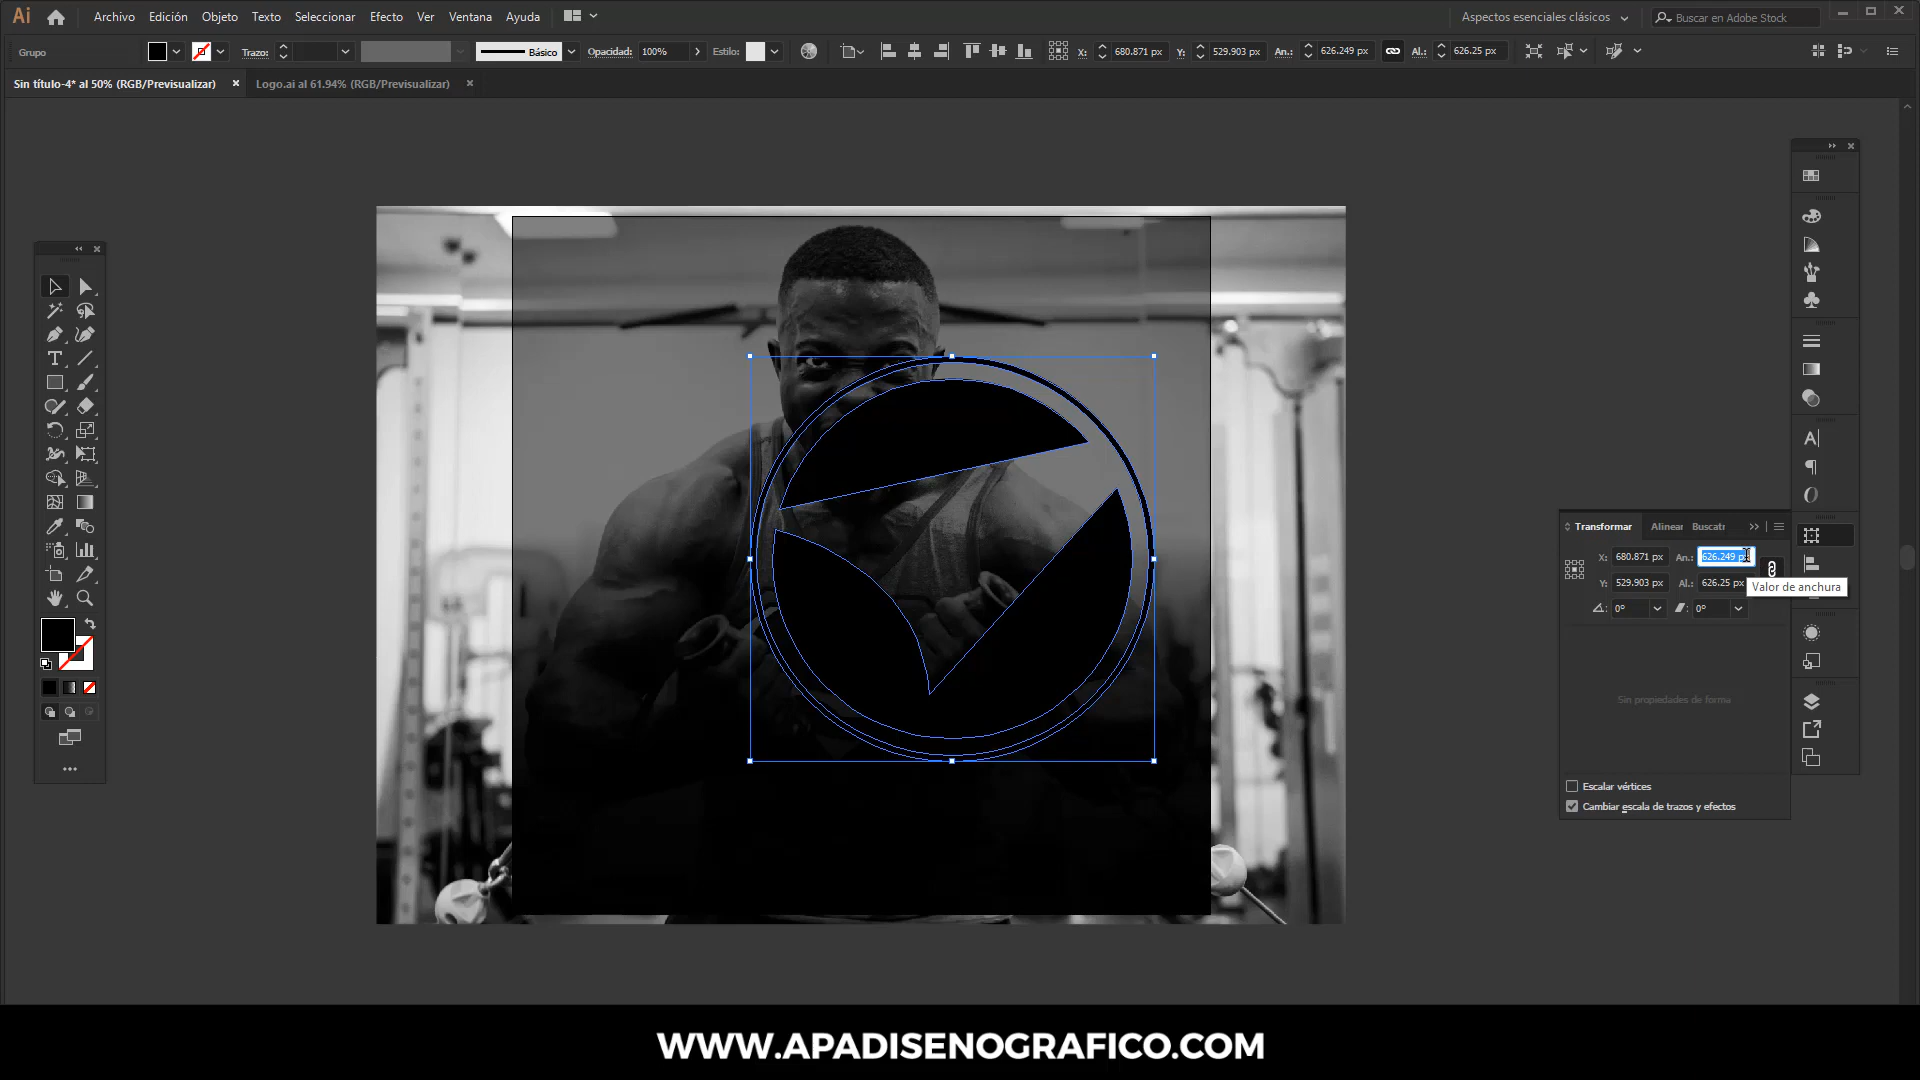 Ai Archivo Edición Objeto Texto Seleccionar Efecto Ver Ventana Ayuda Aspectos esenciales clásicos Buscar en Adobe Stock
Grupo Trazo: Básico Opacidad: 100% Estilo: X: 680.871 px Y: 529.903 px An.: 626.249 px Al.: 626.25 px
Sin título-4* al 50% (RGB/Previsualizar) × Logo.ai al 61.94% (RGB/Previsualizar) ×
Transformar Alinear Buscatr
X: 680.871 px An.: 626.249 p
Y: 529.903 px Al.: 626.25 px
Valor de anchura
0° 0°
Sin propiedades de forma
Escalar vértices
Cambiar escala de trazos y efectos
WWW.APADISENOGRAFICO.COM